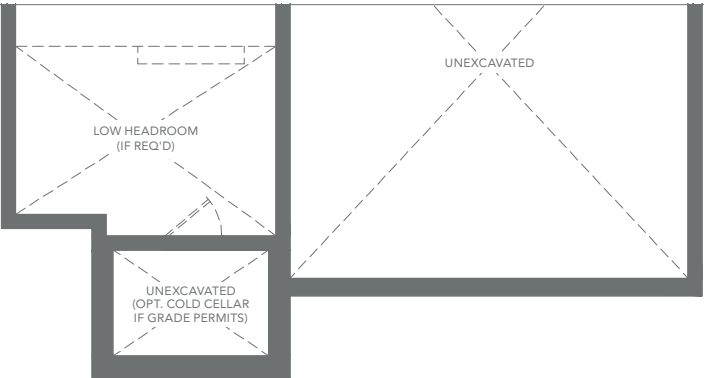 UNEXCAVATED
LOW HEADROOM
(IF REQ'D)
UNEXCAVATED
(OPT. COLD CELLAR
IF GRADE PERMITS)